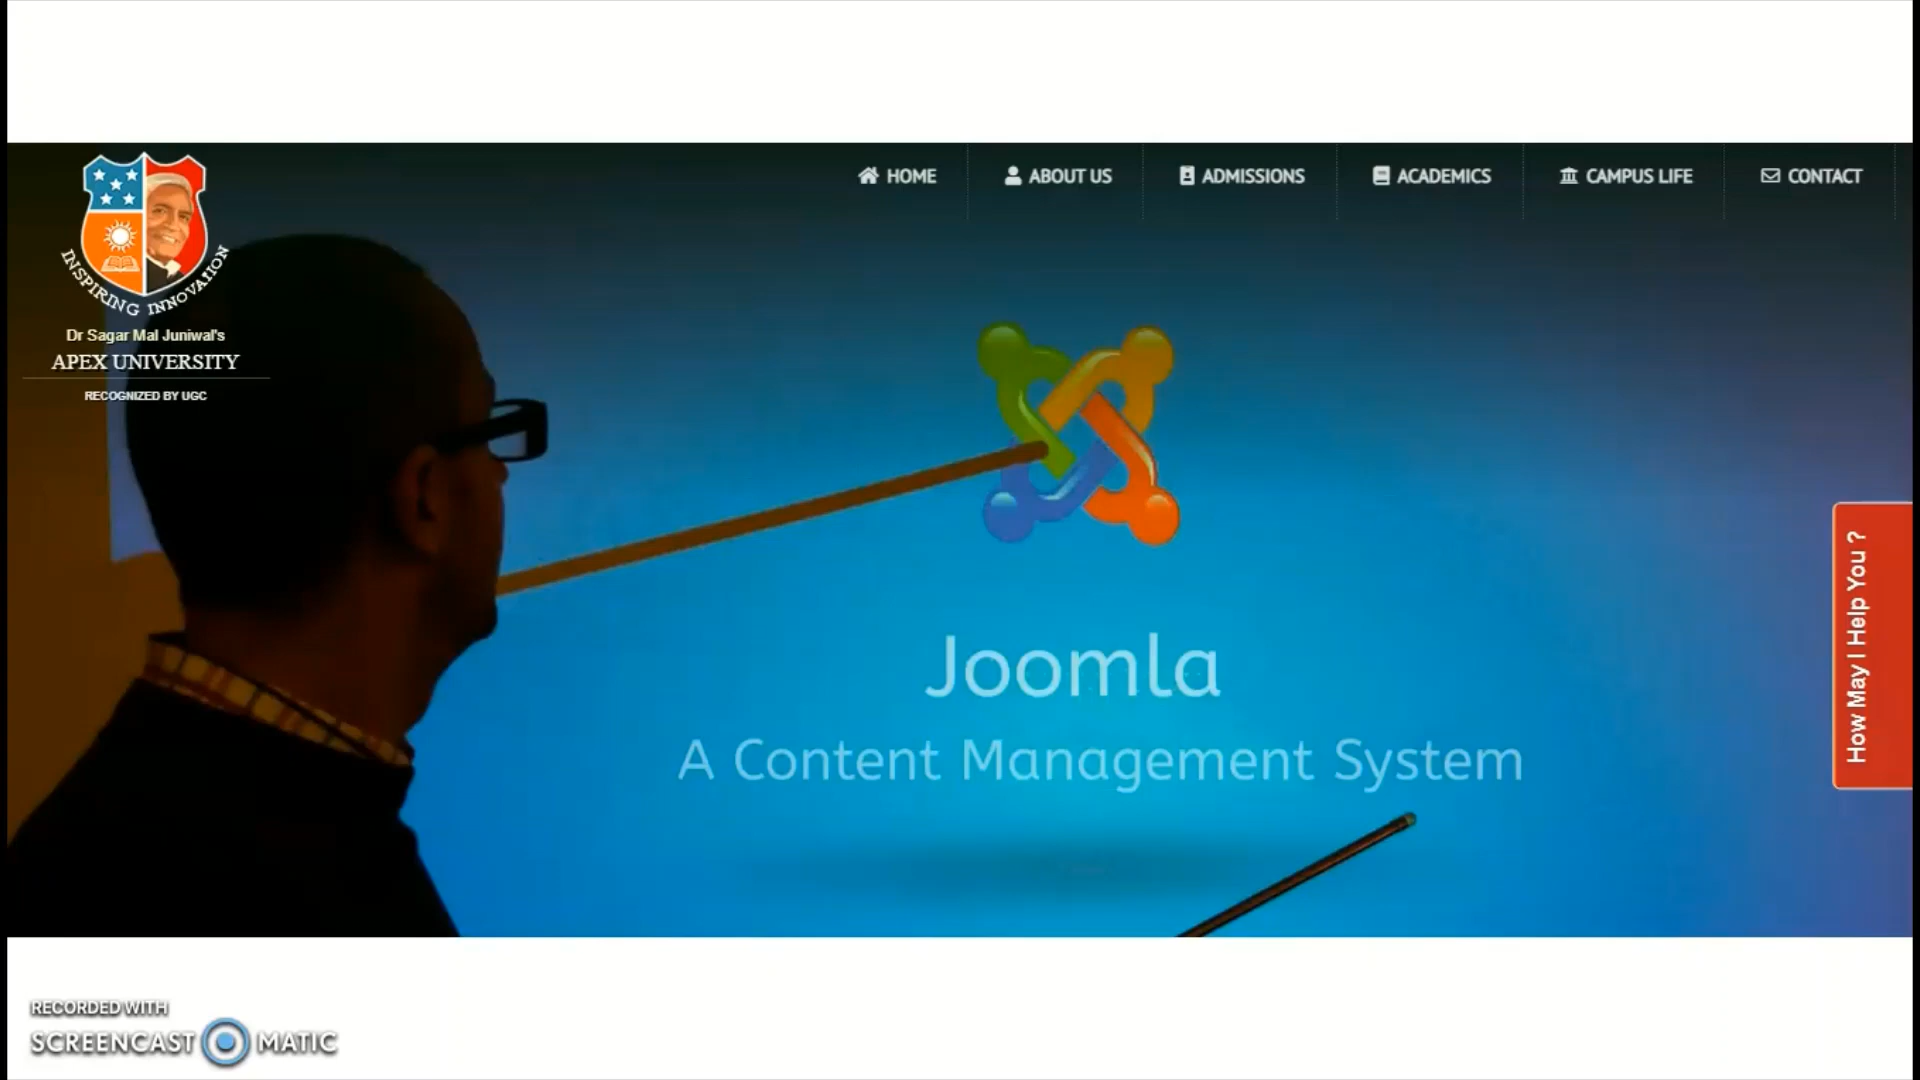 HOME
ABOUT US
ADMISSIONS
ACADEMICS
CAMPUS LIFE
CONTACT
INSPIRING INNOVATION
Dr Sagar Mal Juniwal's
APEX UNIVERSITY
RECOGNIZED BY UGC
Joomla
A Content Management System
How May I Help You ?
RECORDED WITH
SCREENCAST MATIC